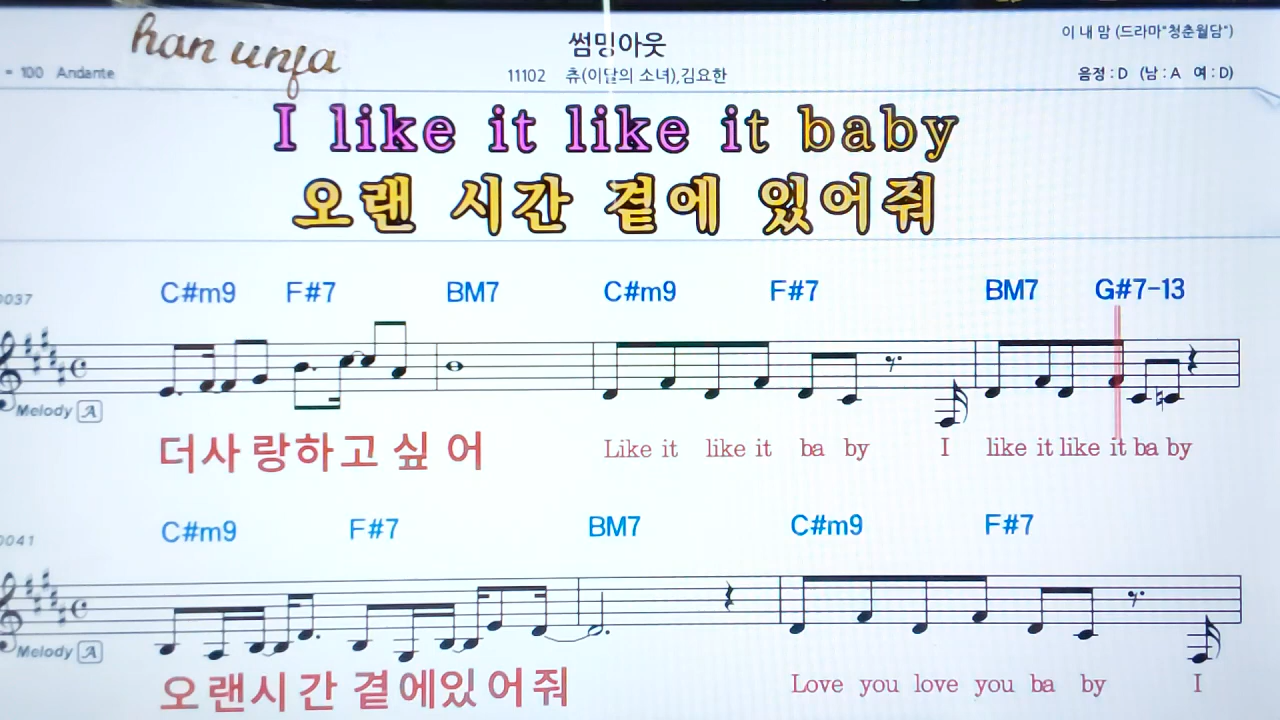 han unfa
썸밍아웃
이 내 맘 (드라마"청춘월담")
= 100 Andante
11102 츄(이달의 소녀),김요한
음정 : D (남 : A 여 : D)
I like it like it baby
오랜 시간 곁에 있어줘
0037
C#m9 F#7 BM7 C#m9 F#7 BM7 G#7-13
Melody A
더사 랑하고 싶 어 Like it like it ba by I like it like it ba by
0041
C#m9 F#7 BM7 C#m9 F#7
Melody A
오 랜시 간 곁 에있 어 줘 Love you love you ba by I